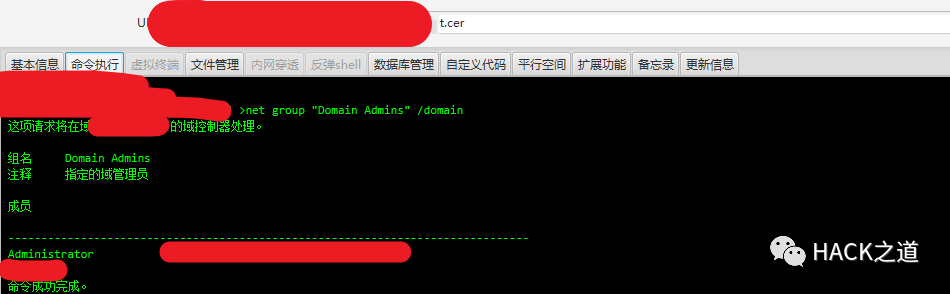 UR t.cer
基本信息 命令执行 虚拟终端 文件管理 内网穿透 反弹shell 数据库管理 自定义代码 平行空间 扩展功能 备忘录 更新信息
>net group "Domain Admins" /domain
这项请求将在域 的域控制器处理。
组名 Domain Admins
注释 指定的域管理员
成员
-------------------------------------------------------------------------------
Administrator
命令成功完成。
HACK之道